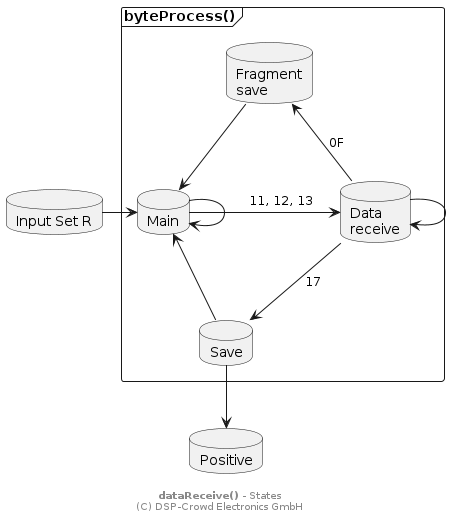 byteProcess()
Fragment
save
0F
Input Set R
Main
11, 12, 13
Data
receive
17
Save
Positive
dataReceive() - States
(C) DSP-Crowd Electronics GmbH